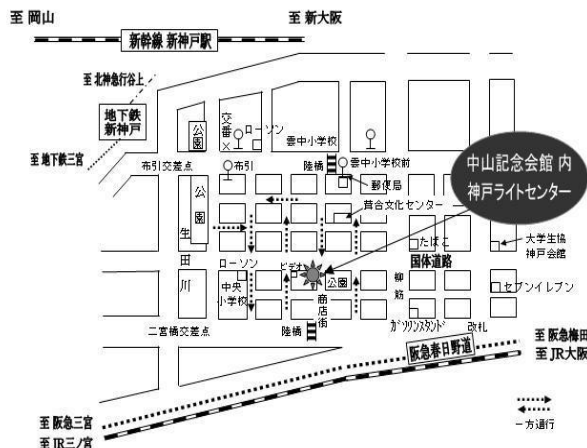 至 岡山
至 新大阪
新幹線 新神戸駅
至 北神急行谷上
地下鉄
新神戸
至 地下鉄三宮
公園
交番
ローソン
雲中小学校
陸橋
雲中小学校前
布引交差点
布引
郵便局
中山記念会館 内
神戸ライトセンター
公園
葺合文化センター
生田川
たばこ
大学生協
神戸会館
国体道路
ローソン
ビデオ
中央
小学校
公園
柳筋
セブンイレブン
商店街
二宮橋交差点
陸橋
ガソリンスタンド
改札
阪急春日野道
至 阪急梅田
至 JR大阪
至 阪急三宮
至 JR三ノ宮
一方通行